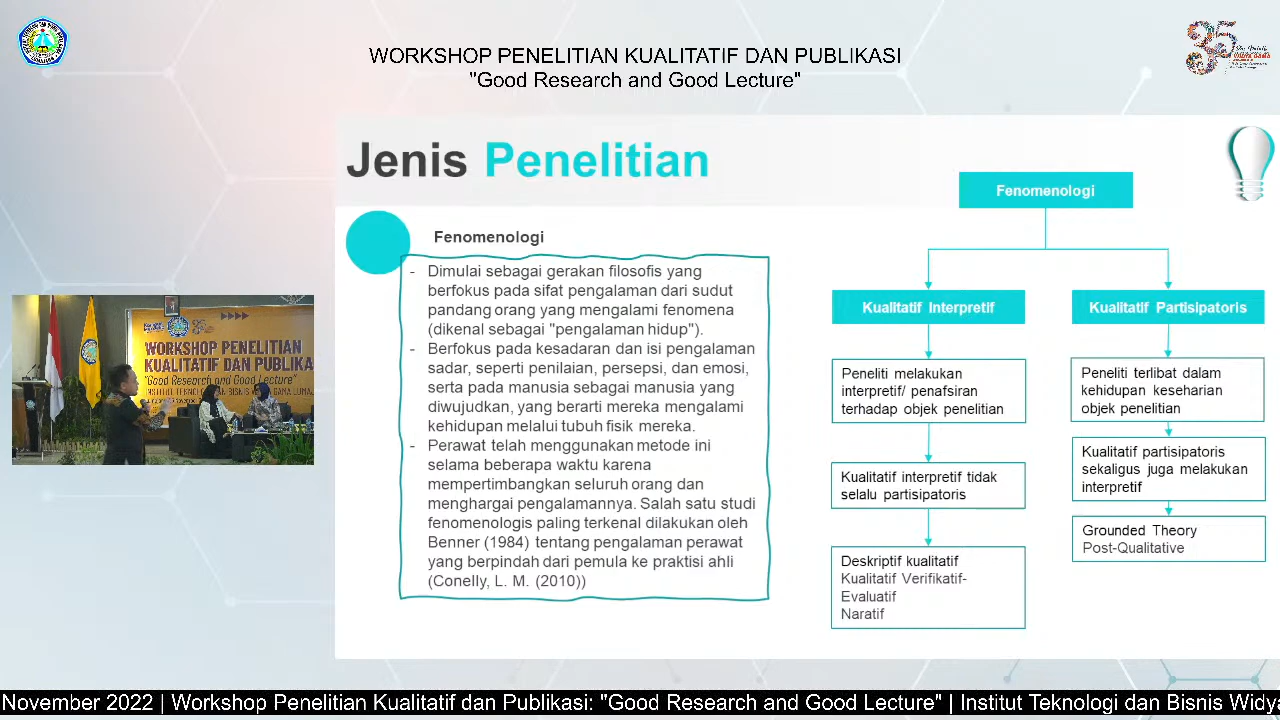 WORKSHOP PENELITIAN KUALITATIF DAN PUBLIKASI
"Good Research and Good Lecture"
Jenis Penelitian
Fenomenologi
- Dimulai sebagai gerakan filosofis yang
berfokus pada sifat pengalaman dari sudut
pandang orang yang mengalami fenomena
(dikenal sebagai "pengalaman hidup").
- Berfokus pada kesadaran dan isi pengalaman
sadar, seperti penilaian, persepsi, dan emosi,
serta pada manusia sebagai manusia yang
diwujudkan, yang berarti mereka mengalami
kehidupan melalui tubuh fisik mereka.
- Perawat telah menggunakan metode ini
selama beberapa waktu karena
mempertimbangkan seluruh orang dan
menghargai pengalamannya. Salah satu studi
fenomenologis paling terkenal dilakukan oleh
Benner (1984) tentang pengalaman perawat
yang berpindah dari pemula ke praktisi ahli
(Conelly, L. M. (2010))
Fenomenologi
Kualitatif Interpretif
Peneliti melakukan
interpretif/ penafsiran
terhadap objek penelitian
Kualitatif interpretif tidak
selalu partisipatoris
Deskriptif kualitatif
Kualitatif Verifikatif-
Evaluatif
Naratif
Kualitatif Partisipatoris
Peneliti terlibat dalam
kehidupan keseharian
objek penelitian
Kualitatif partisipatoris
sekaligus juga melakukan
interpretif
Grounded Theory
Post-Qualitative
WORKSHOP PENELITIAN
KUALITATIF DAN PUBLIKA
"Good Research and Good Lecture"
November 2022 | Workshop Penelitian Kualitatif dan Publikasi: "Good Research and Good Lecture" | Institut Teknologi dan Bisnis Widy